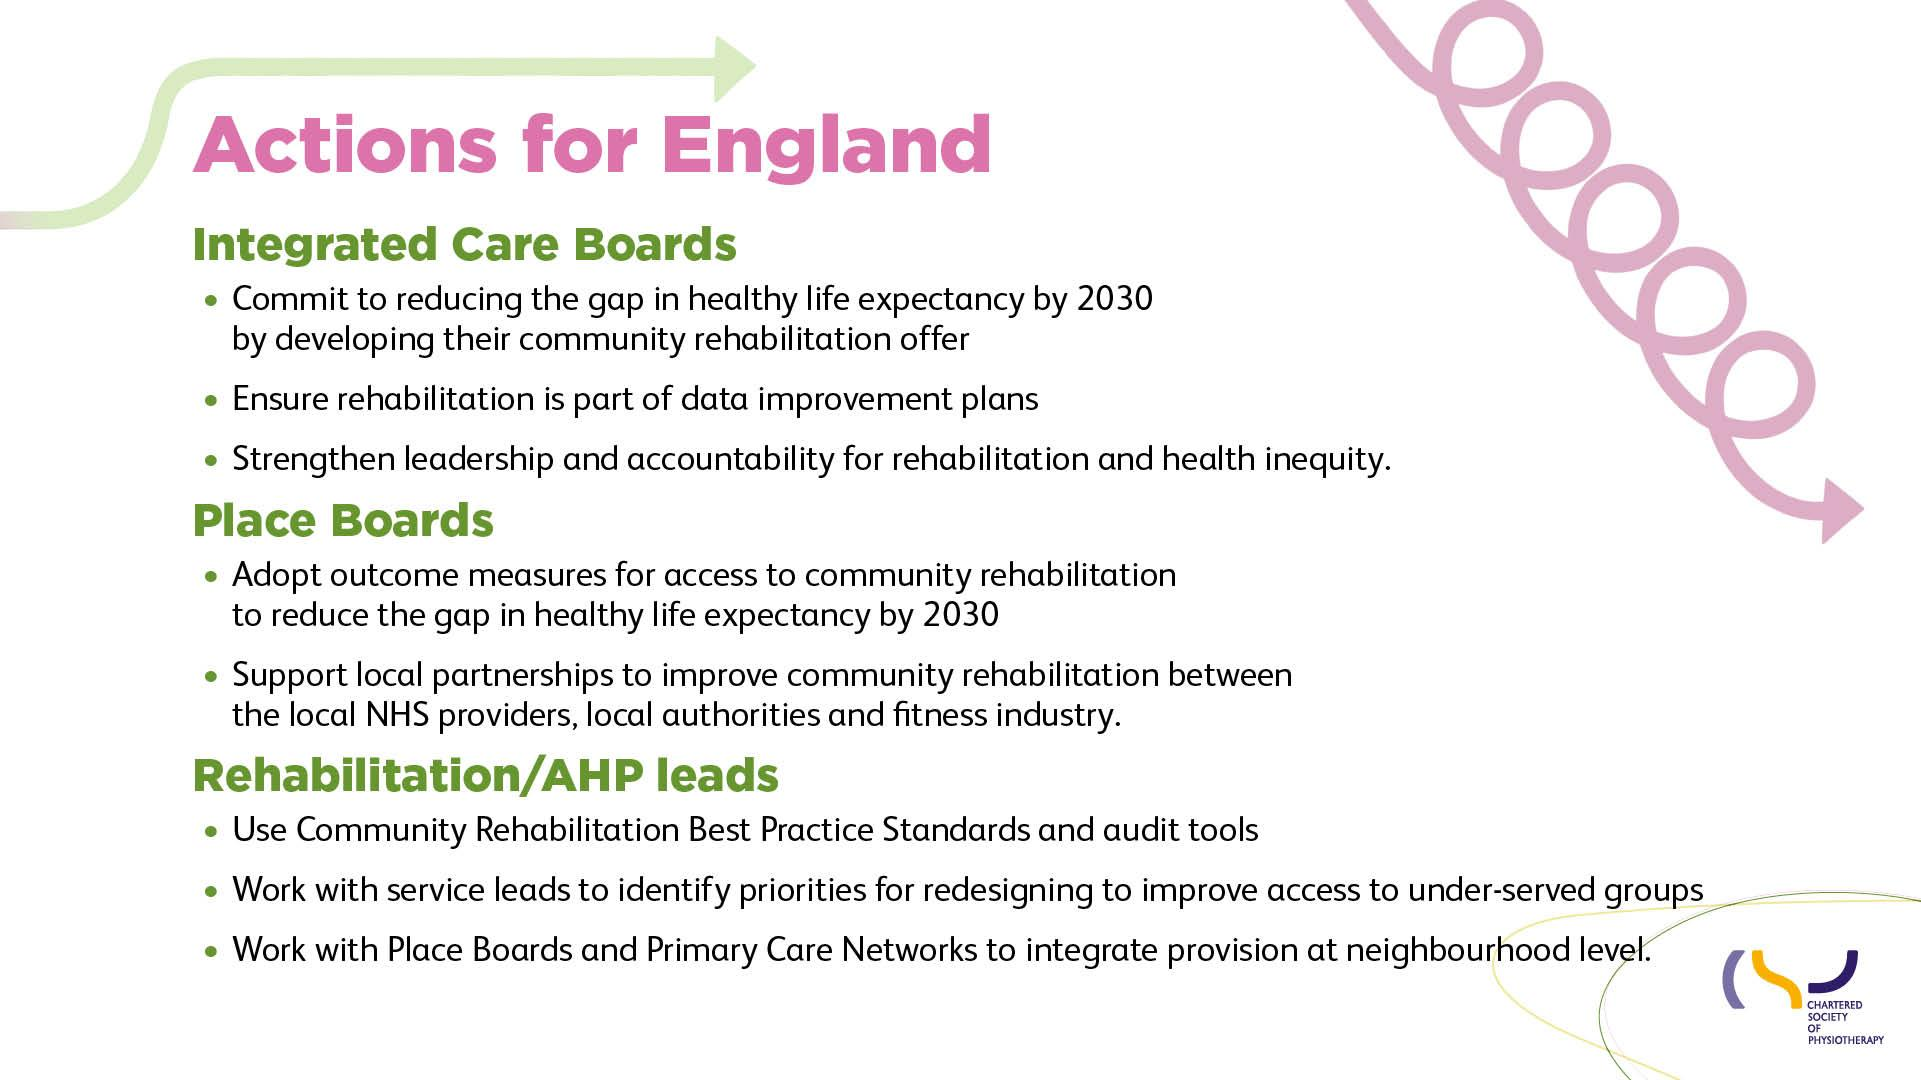 Actions for England
Integrated Care Boards
• Commit to reducing the gap in healthy life expectancy by 2030
by developing their community rehabilitation offer
• Ensure rehabilitation is part of data improvement plans
• Strengthen leadership and accountability for rehabilitation and health inequity.
Place Boards
• Adopt outcome measures for access to community rehabilitation
to reduce the gap in healthy life expectancy by 2030
• Support local partnerships to improve community rehabilitation between
the local NHS providers, local authorities and fitness industry.
Rehabilitation/AHP leads
• Use Community Rehabilitation Best Practice Standards and audit tools
• Work with service leads to identify priorities for redesigning to improve access to under-served groups
• Work with Place Boards and Primary Care Networks to integrate provision at neighbourhood level.
CHARTERED
SOCIETY
OF
PHYSIOTHERAPY